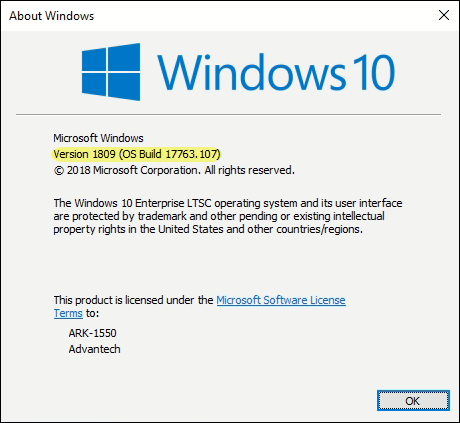 About Windows
Windows 10
Microsoft Windows
Version 1809 (OS Build 17763.107)
© 2018 Microsoft Corporation. All rights reserved.
The Windows 10 Enterprise LTSC operating system and its user interface
are protected by trademark and other pending or existing intellectual
property rights in the United States and other countries/regions.
This product is licensed under the Microsoft Software License
Terms to:
ARK-1550
Advantech
OK